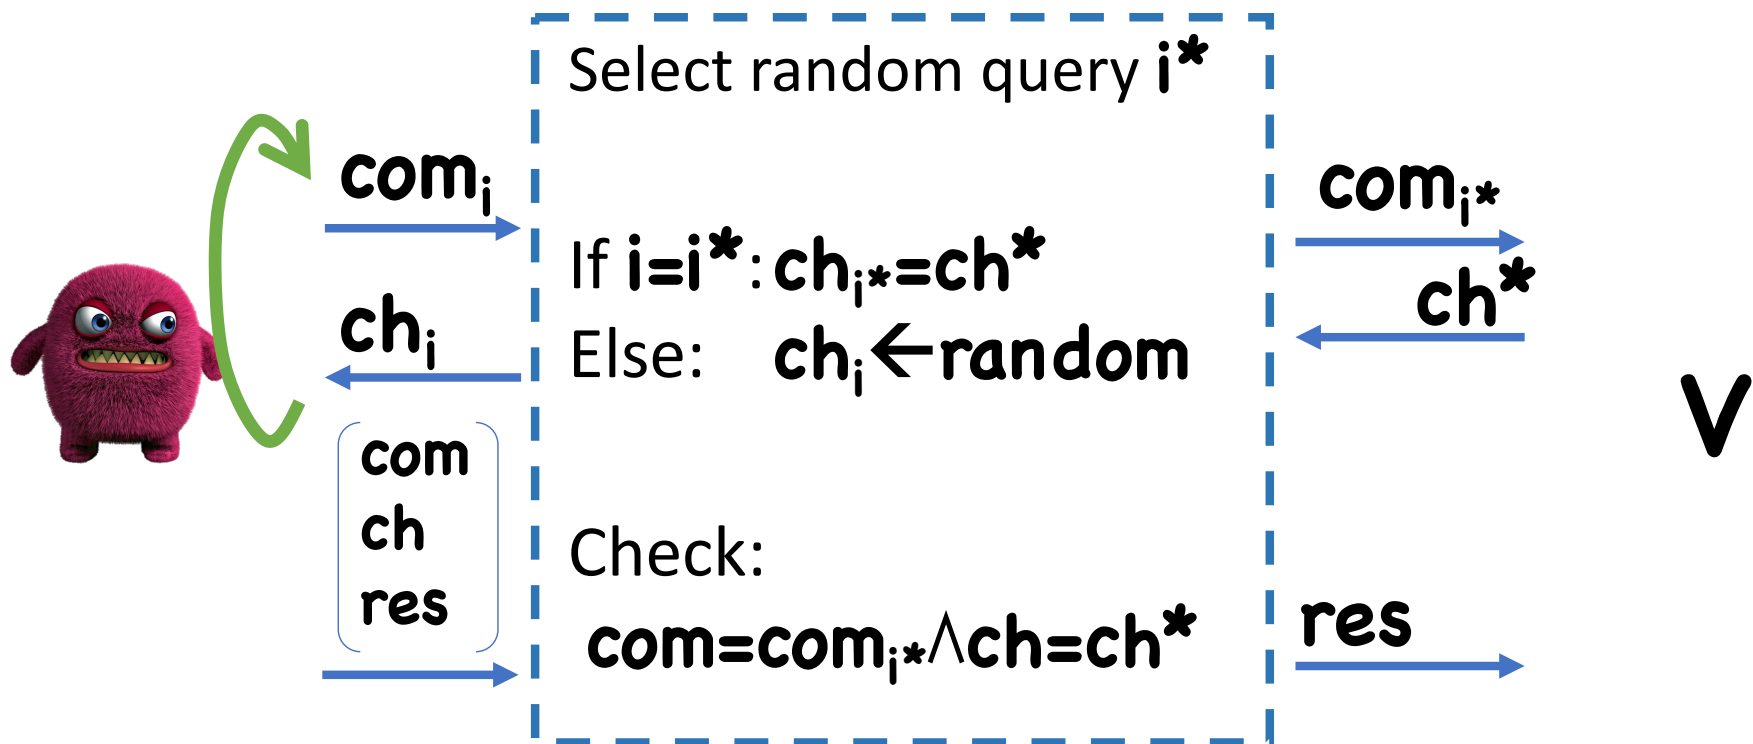 Select random query i*
com_i
com_i*
If i=i*: ch_i*=ch*
ch*
ch_i
Else: ch_i←random
V
com
ch
res
Check:
com=com_i*∧ch=ch*
res